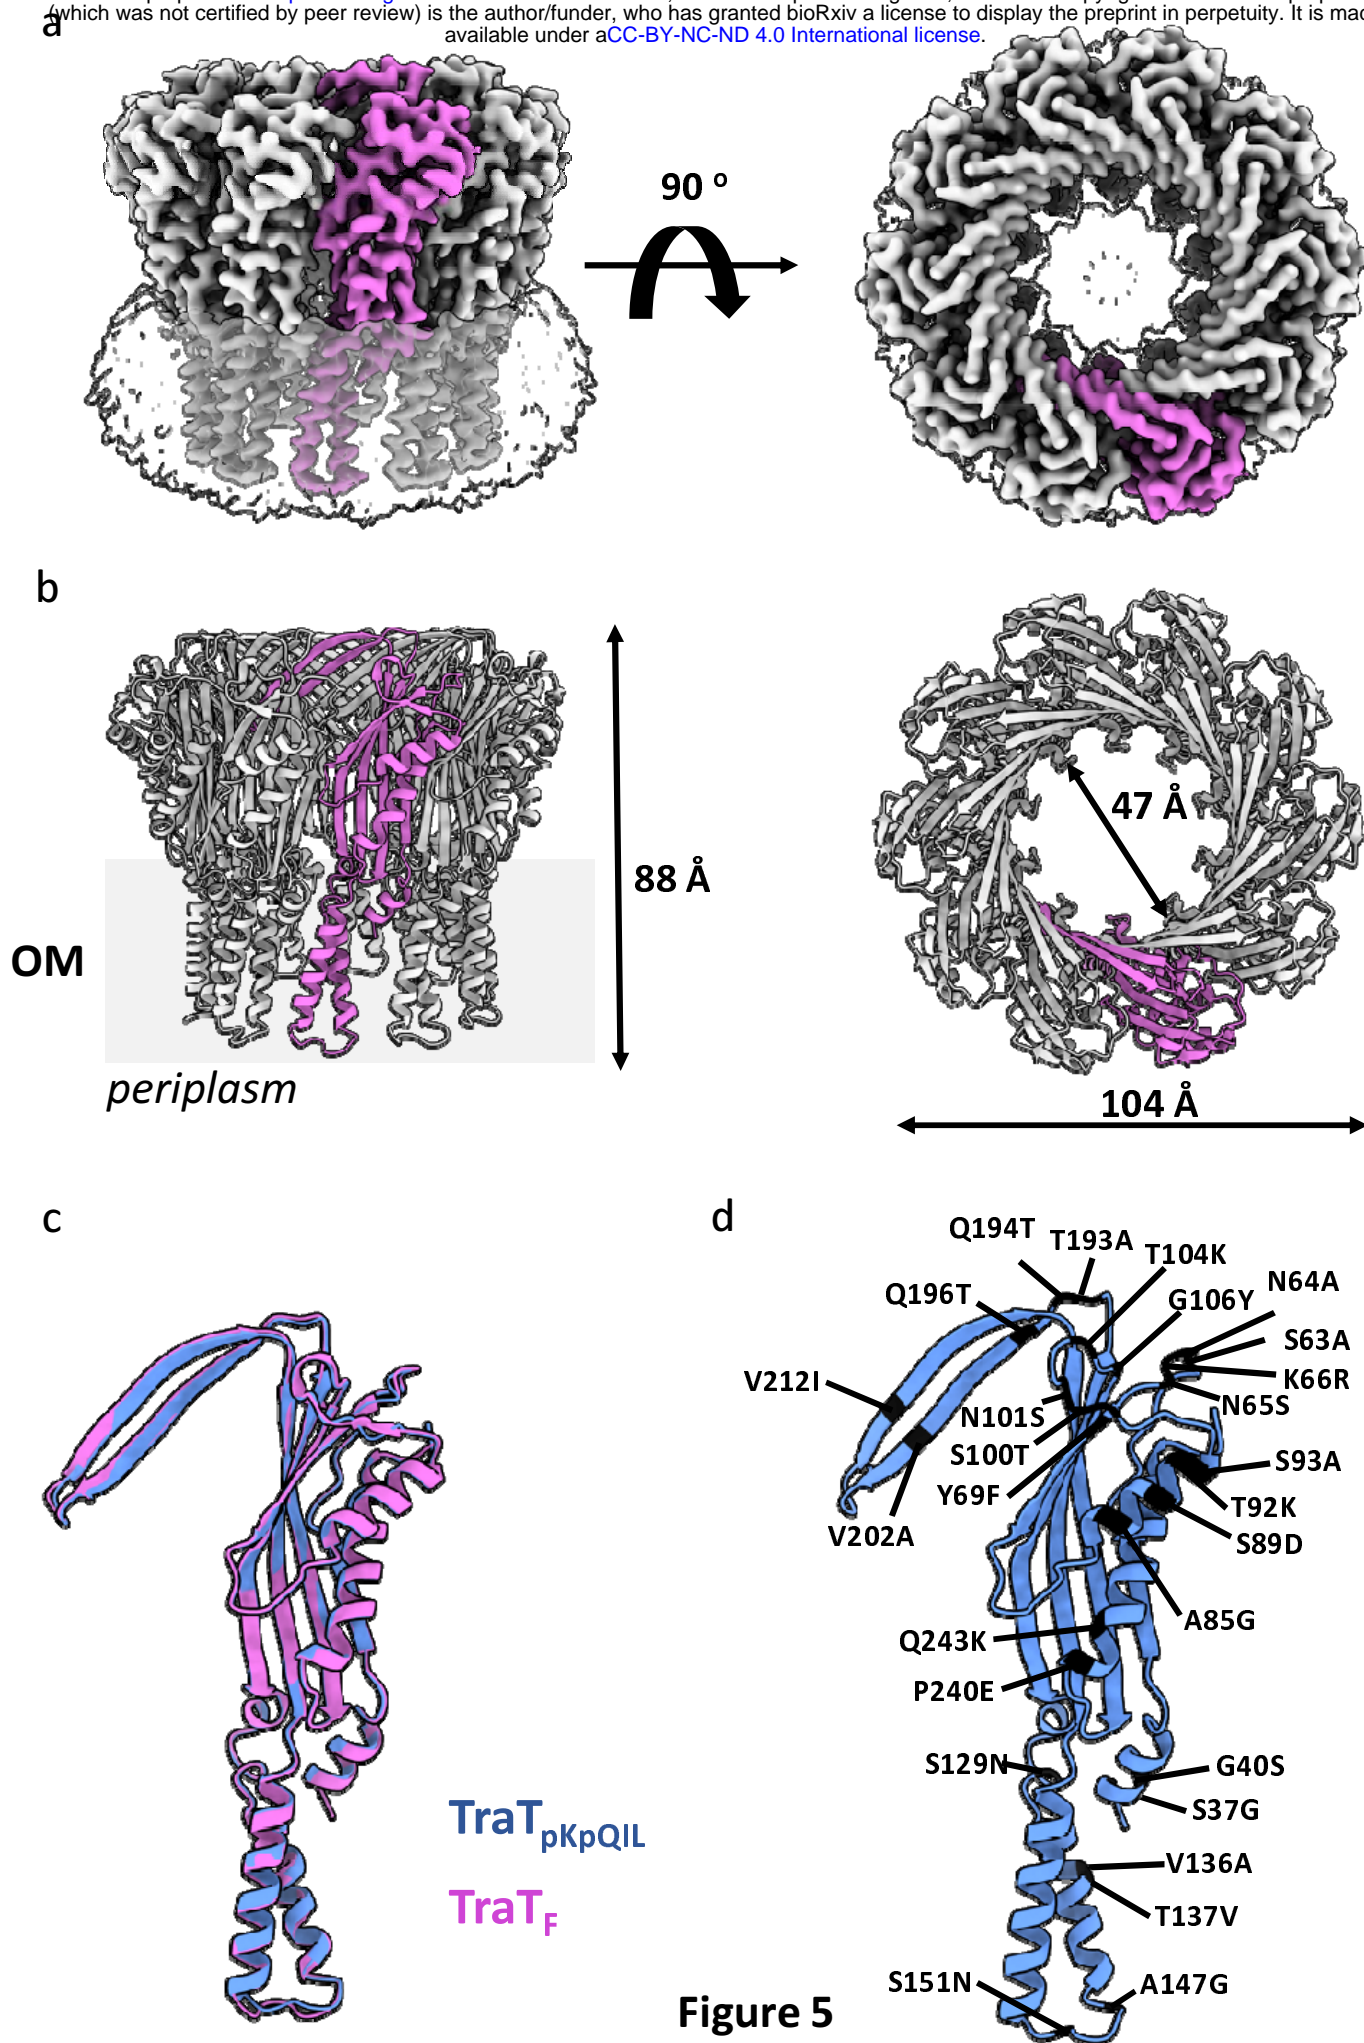 (which was not certified by peer review) is the author/funder, who has granted bioRxiv a license to display the preprint in perpetuity. It is
available under aCC-BY-NC-ND 4.0 International license.
a
90 º
b
47 Å
88 Å
OM
periplasm
104 Å
c
d
Q194T
T193A
T104K
N64A
Q196T
G106Y
S63A
V212I
K66R
N101S
N65S
S100T
S93A
Y69F
T92K
V202A
S89D
A85G
Q243K
P240E
S129N
G40S
S37G
TraTpKpQIL
V136A
TraTF
T137V
S151N
A147G
Figure 5